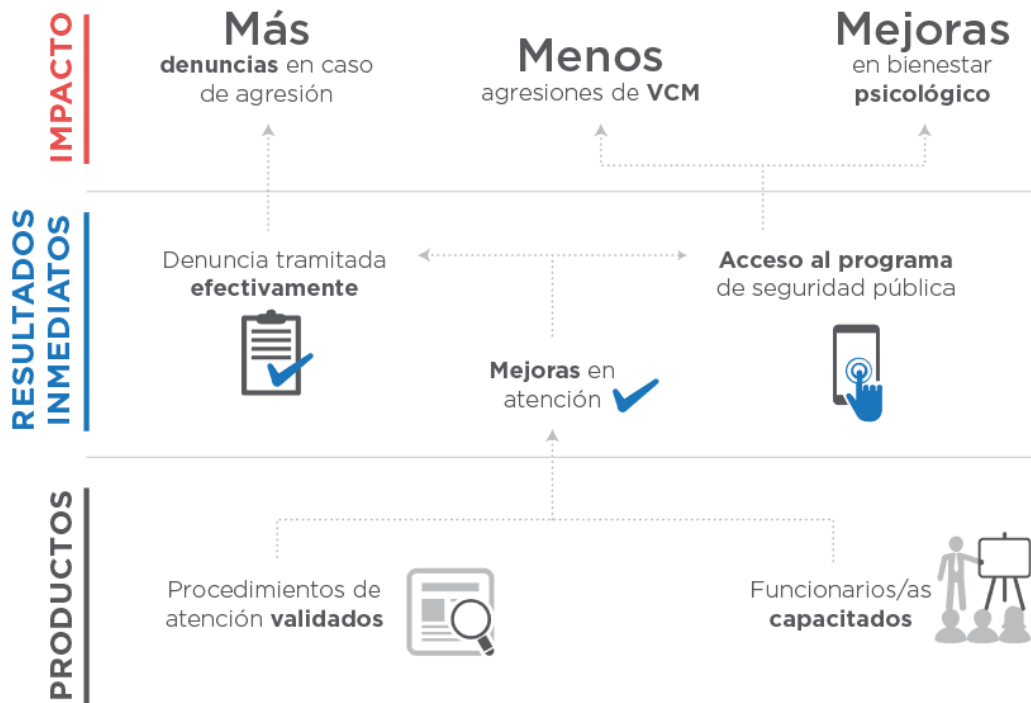 IMPACTO
Más
denuncias en caso
de agresión
Menos
agresiones de VCM
Mejoras
en bienestar
psicológico
RESULTADOS
INMEDIATOS
Denuncia tramitada
efectivamente
Mejoras en
atención
Acceso al programa
de seguridad pública
PRODUCTOS
Procedimientos de
atención validados
Funcionarios/as
capacitados